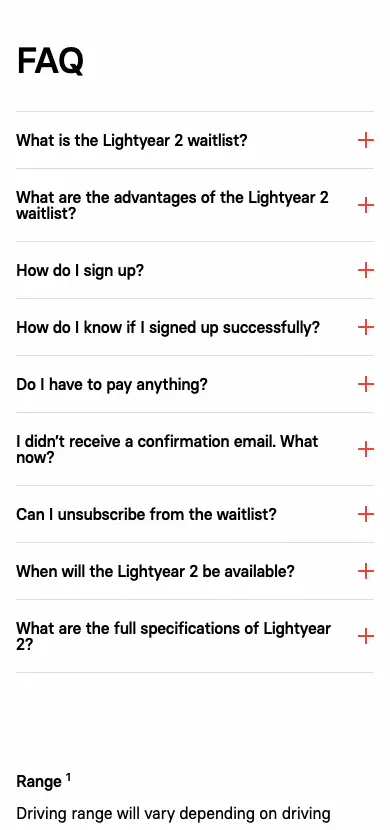 FAQ
What is the Lightyear 2 waitlist?
What are the advantages of the Lightyear 2
waitlist?
How do I sign up?
How do I know if I signed up successfully?
Do I have to pay anything?
I didn’t receive a confirmation email. What
now?
Can I unsubscribe from the waitlist?
When will the Lightyear 2 be available?
What are the full specifications of Lightyear
2?
Range ¹
Driving range will vary depending on driving